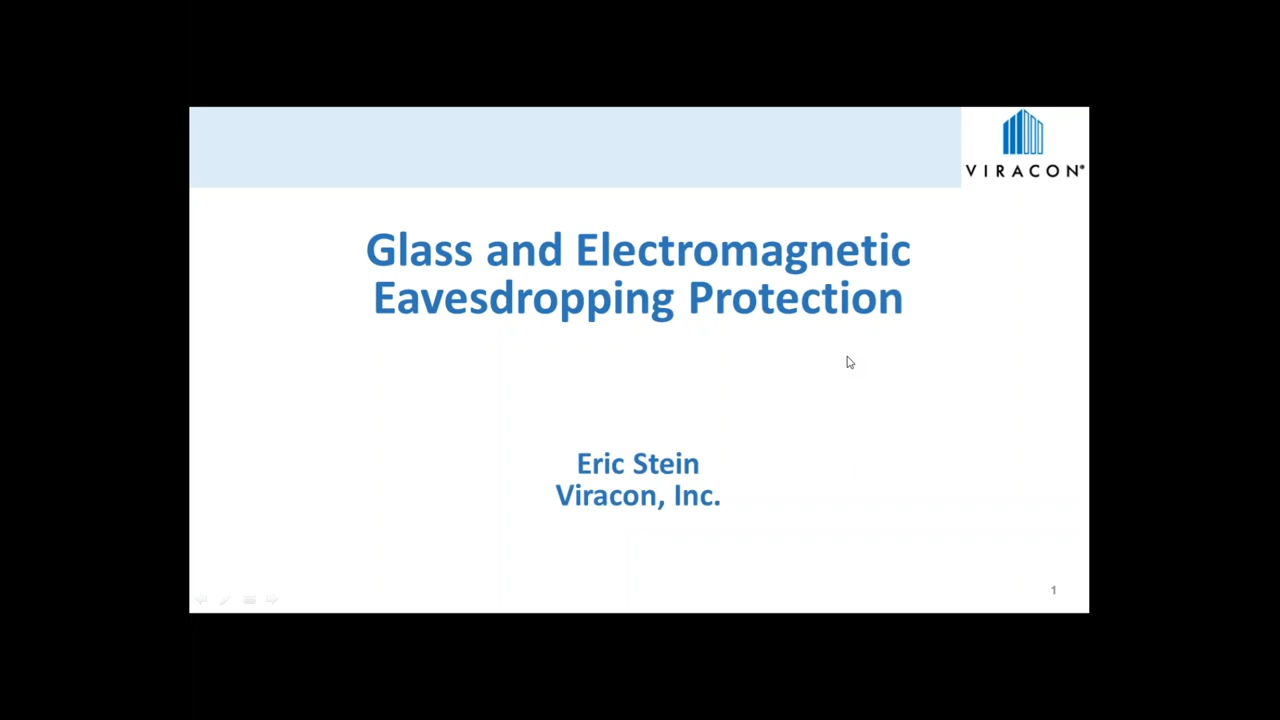 VIRACON®
Glass and Electromagnetic
Eavesdropping Protection
Eric Stein
Viracon, Inc.
1